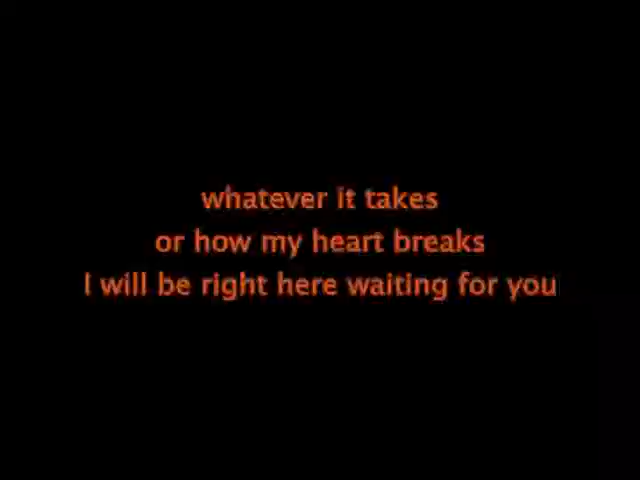 whatever it takes
or how my heart breaks
I will be right here waiting for you